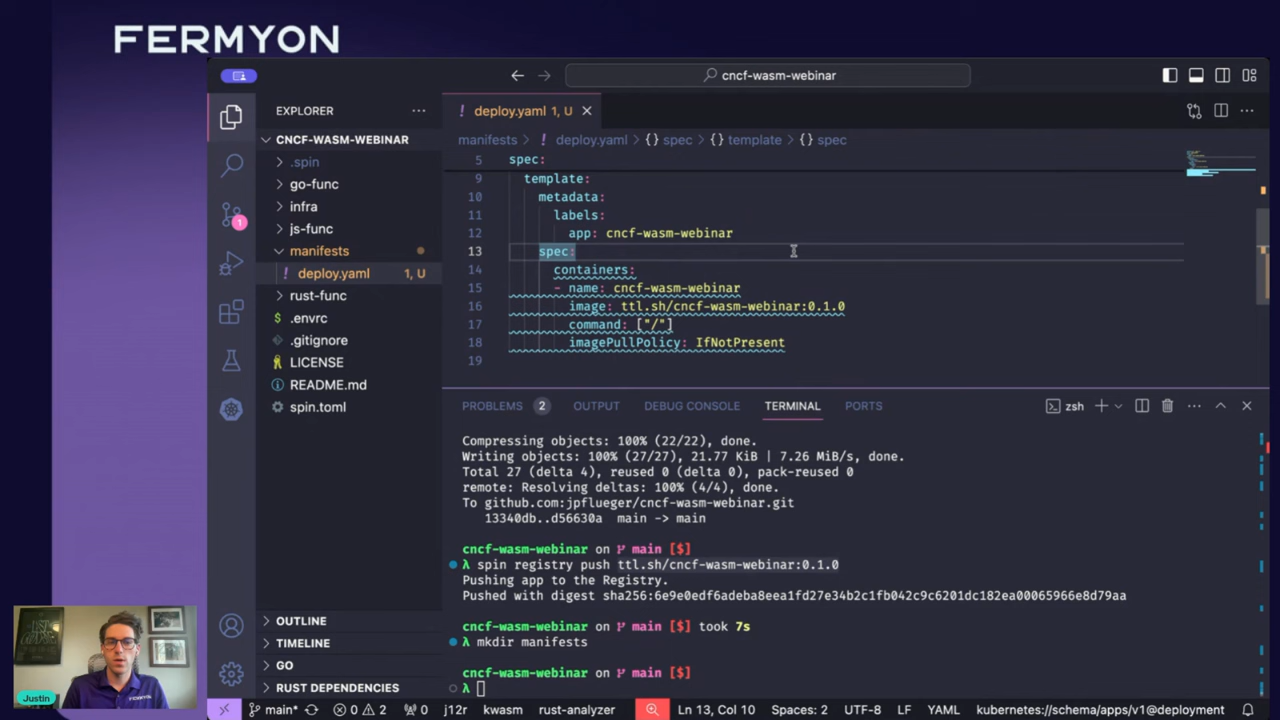 FERMYON
cncf-wasm-webinar
EXPLORER
CNCF-WASM-WEBINAR
.spin
go-func
infra
js-func
manifests
! deploy.yaml 1, U
rust-func
.envrc
.gitignore
LICENSE
README.md
spin.toml
OUTLINE
TIMELINE
GO
RUST DEPENDENCIES
1
! deploy.yaml 1, U
manifests > ! deploy.yaml > {} spec > {} template > {} spec
5 spec:
9 template:
10 metadata:
11 labels:
12 app: cncf-wasm-webinar
13 spec:
14 containers:
15 - name: cncf-wasm-webinar
16 image: ttl.sh/cncf-wasm-webinar:0.1.0
17 command: ["/"]
18 imagePullPolicy: IfNotPresent
19
PROBLEMS 2 OUTPUT DEBUG CONSOLE TERMINAL PORTS zsh
Compressing objects: 100% (22/22), done.
Writing objects: 100% (27/27), 21.77 KiB | 7.26 MiB/s, done.
Total 27 (delta 4), reused 0 (delta 0), pack-reused 0
remote: Resolving deltas: 100% (4/4), done.
To github.com:jpflueger/cncf-wasm-webinar.git
13340db..d56630a main -> main
cncf-wasm-webinar on main [$]
λ spin registry push ttl.sh/cncf-wasm-webinar:0.1.0
Pushing app to the Registry.
Pushed with digest sha256:6e9e0edf6adeba8eea1fd27e34b2c1fb042c9c6201dc182ea00065966e8d79aa
cncf-wasm-webinar on main [$] took 7s
λ mkdir manifests
cncf-wasm-webinar on main [$]
λ
Justin
FERMYON
main* 0 2 0 j12r kwasm rust-analyzer Ln 13, Col 10 Spaces: 2 UTF-8 LF YAML kubernetes://schema/apps/v1@deployment